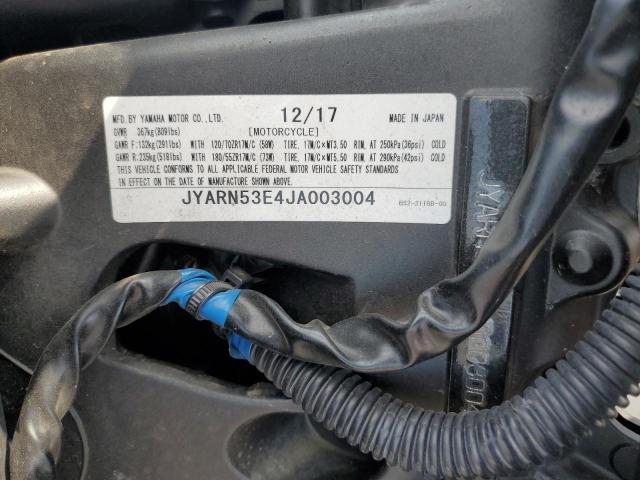 MFD. BY YAMAHA MOTOR CO., LTD. 12/17 MADE IN JAPAN
GVWR 367kg(809lbs) [MOTORCYCLE]
GAWR F:132kg(291lbs) WITH 120/70ZR17M/C (58W) TIRE, 17M/C×MT3.50 RIM, AT 250kPa(36psi) COLD
GAWR R:235kg(518lbs) WITH 180/55ZR17M/C (73W) TIRE, 17M/C×MT5.50 RIM, AT 290kPa(42psi) COLD
THIS VEHICLE CONFORMS TO ALL APPLICABLE FEDERAL MOTOR VEHICLE SAFETY STANDARDS
IN EFFECT ON THE DATE OF MANUFACTURE SHOWN ABOVE.
JYARN53E4JA003004 BS2-2118B-00